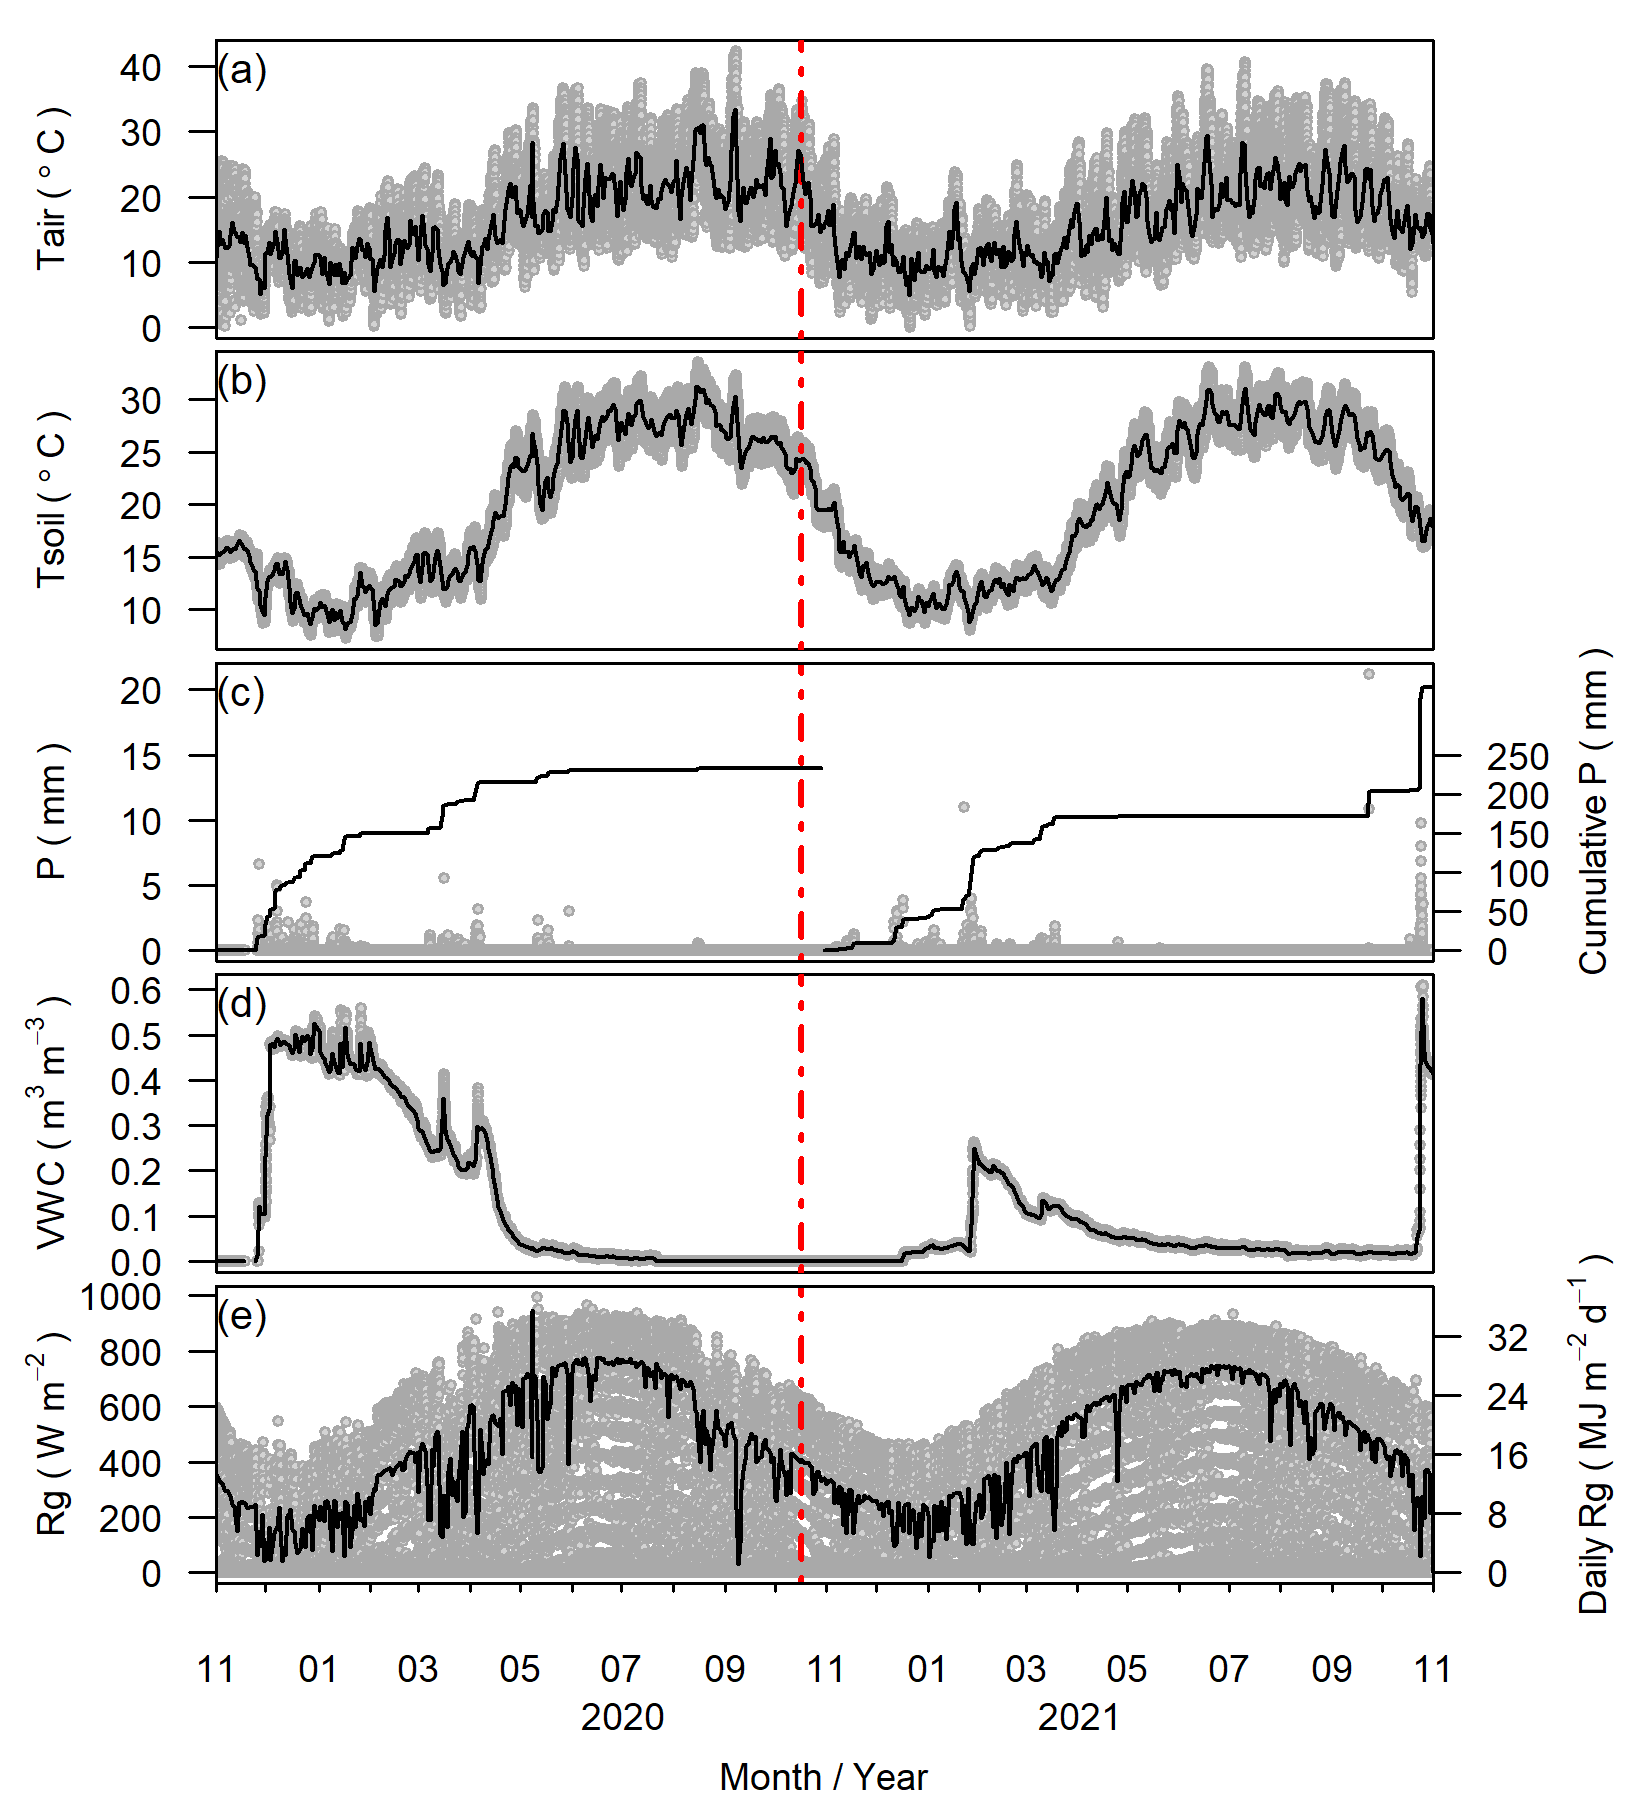 (a)
Tair ( ° C )
40
30
20
10
0
(b)
Tsoil ( ° C )
30
25
20
15
10
(c)
P ( mm )
20
15
10
5
0
Cumulative P ( mm )
250
200
150
100
50
0
(d)
VWC ( m³ m⁻³ )
0.6
0.5
0.4
0.3
0.2
0.1
0.0
(e)
Rg ( W m⁻² )
1000
800
600
400
200
0
Daily Rg ( MJ m⁻² d⁻¹ )
32
24
16
8
0
11 01 03 05 07 09 11 01 03 05 07 09 11
2020 2021
Month / Year